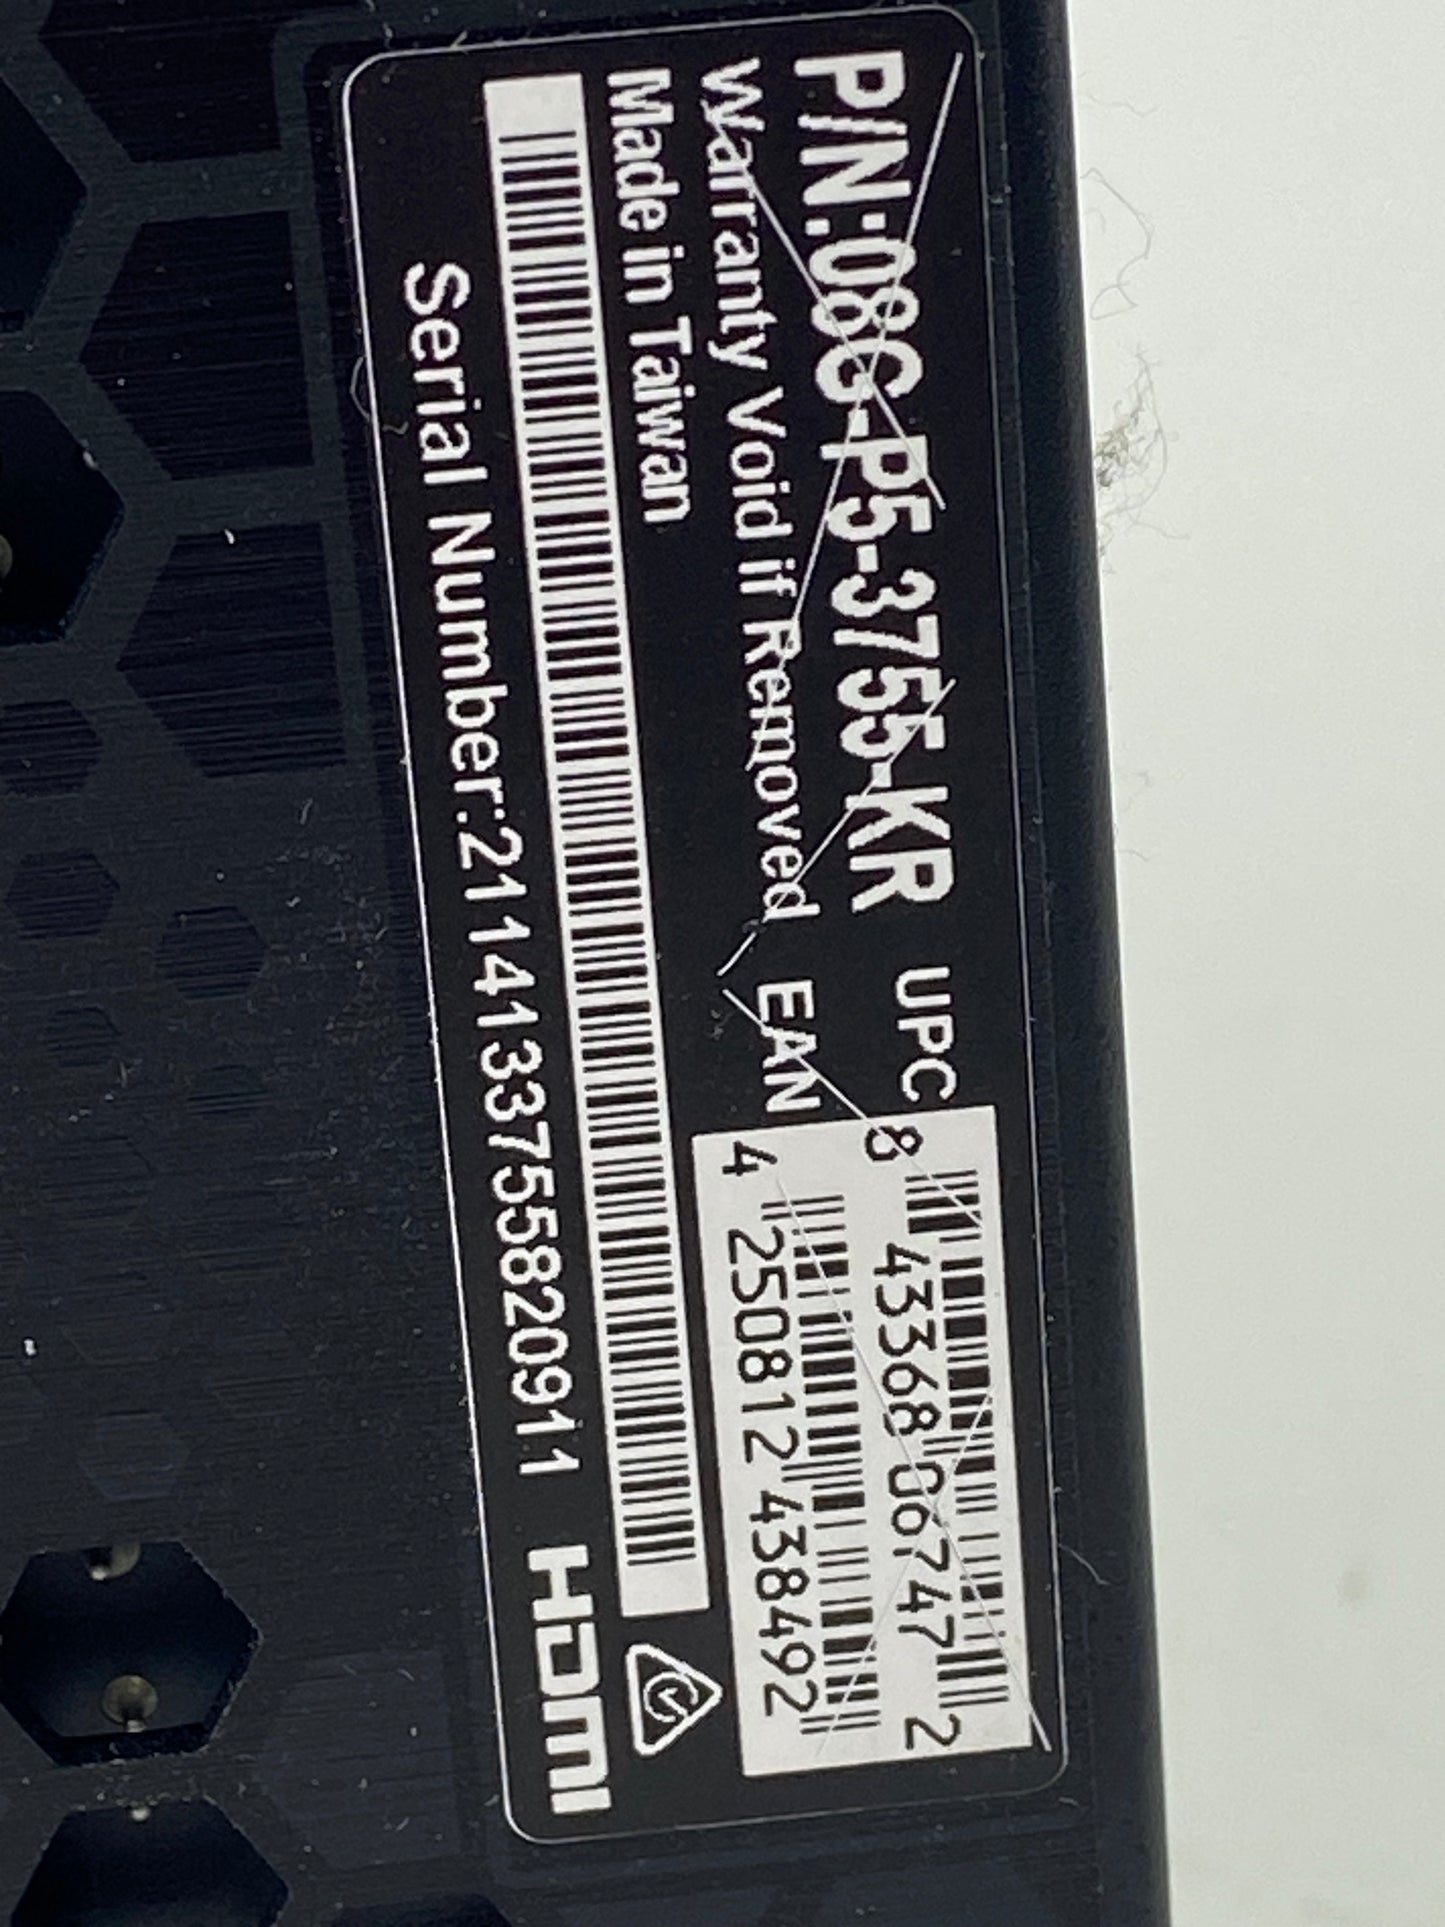 P/N:08G-P5-3755-KR
UPC
8 43368 06747 2
Warranty Void if Removed
EAN
4 250812 438492
Made in Taiwan
Serial Number:2114133755820911
HDMI